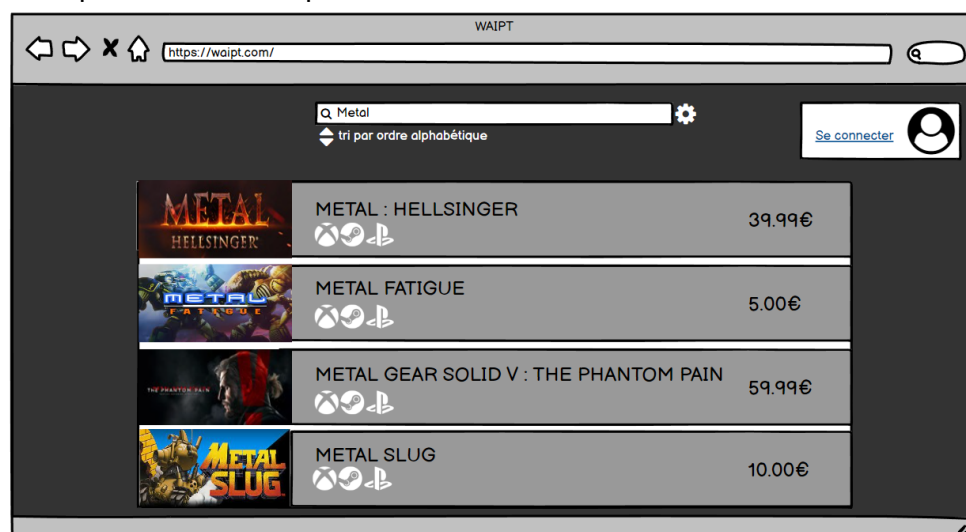 WAIPT
https://waipt.com/
Metal
tri par ordre alphabétique
Se connecter
METAL
HELLSINGER
METAL : HELLSINGER
39.99€
METAL
FATIGUE
METAL FATIGUE
5.00€
THE PHANTOM PAIN
METAL GEAR SOLID V : THE PHANTOM PAIN
59.99€
METAL
SLUG
METAL SLUG
10.00€